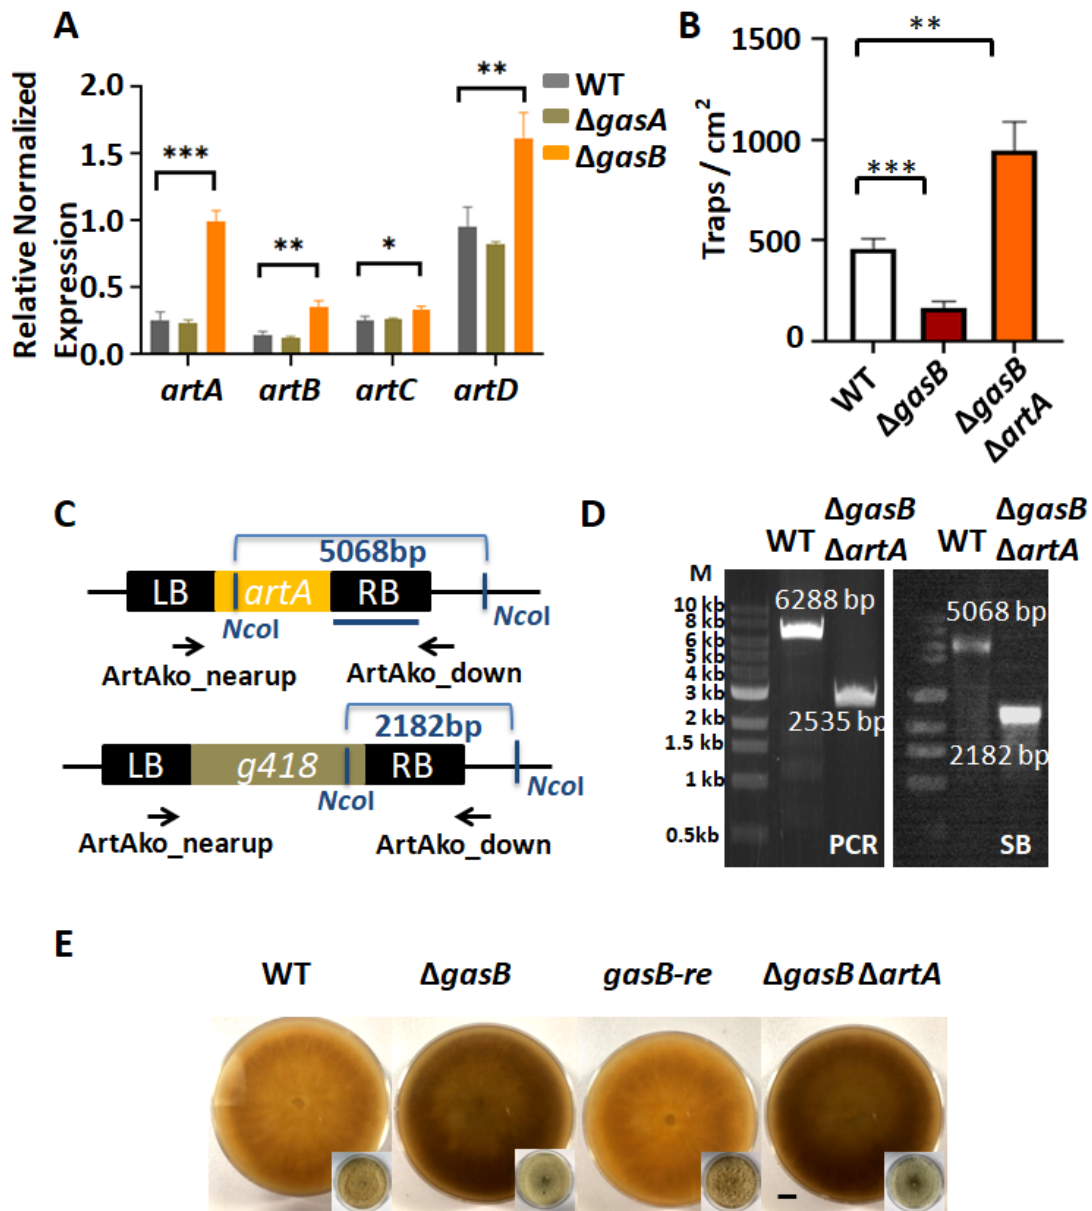 A
Relative Normalized
Expression
2.0
1.5
1.0
0.5
0.0
***
**
*
**
WT
ΔgasA
ΔgasB
artA
artB
artC
artD
B
Traps / cm²
1500
1000
500
0
**
***
WT
ΔgasB
ΔgasB
ΔartA
C
5068bp
LB
artA
RB
NcoI
NcoI
ArtAko_nearup
ArtAko_down
2182bp
LB
g418
RB
NcoI
NcoI
ArtAko_nearup
ArtAko_down
D
WT
ΔgasB
ΔartA
WT
ΔgasB
ΔartA
M
10 kb
8 kb
6 kb
5 kb
4 kb
3 kb
2 kb
1.5 kb
1 kb
0.5kb
6288 bp
2535 bp
PCR
5068 bp
2182 bp
SB
E
WT
ΔgasB
gasB-re
ΔgasB ΔartA